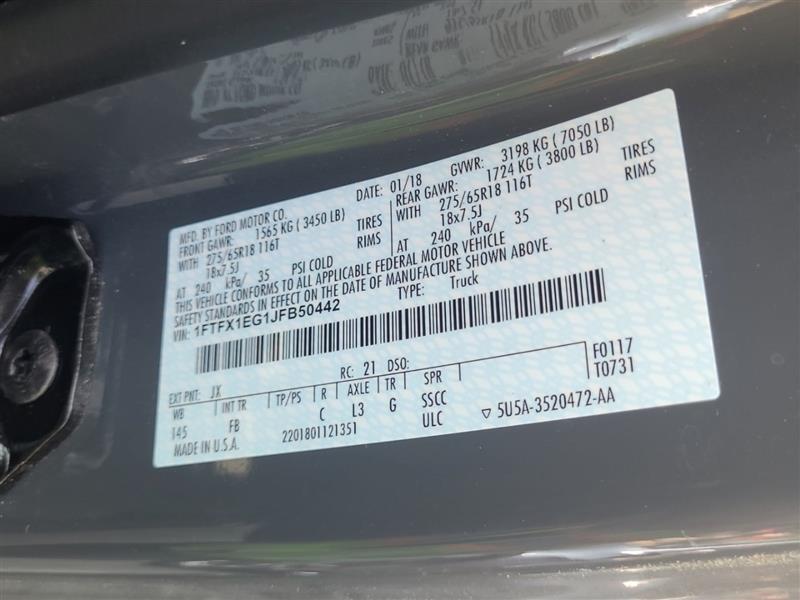 MFD. BY FORD MOTOR CO. DATE: 01/18 GVWR: 3198 KG ( 7050 LB)
FRONT GAWR: 1565 KG ( 3450 LB) REAR GAWR: 1724 KG ( 3800 LB)
WITH 275/65R18 116T TIRES WITH 275/65R18 116T TIRES
18x7.5J RIMS 18x7.5J RIMS
AT 240 kPa/ 35 PSI COLD AT 240 kPa/ 35 PSI COLD
THIS VEHICLE CONFORMS TO ALL APPLICABLE FEDERAL MOTOR VEHICLE
SAFETY STANDARDS IN EFFECT ON THE DATE OF MANUFACTURE SHOWN ABOVE.
VIN: 1FTFX1EG1JFB50442 TYPE: Truck
F0117
T0731
EXT PNT: JX RC: 21 DSO:
WB INT TR TP/PS R AXLE TR SPR
145 FB C L3 G SSCC
MADE IN U.S.A. 2201801121351 ULC ▽ 5U5A-3520472-AA